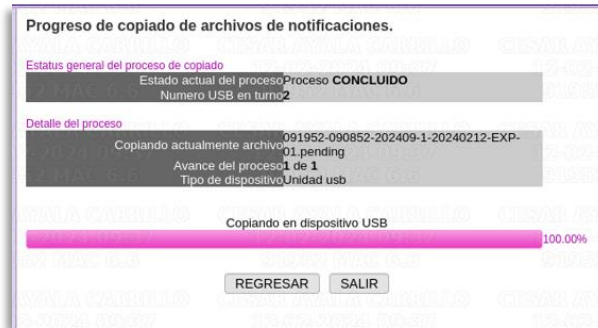 Progreso de copiado de archivos de notificaciones.
Estatus general del proceso de copiado
Estado actual del proceso Proceso CONCLUIDO
Numero USB en turno 2
Detalle del proceso
Copiando actualmente archivo 091952-090852-202409-1-20240212-EXP-
01.pending
Avance del proceso 1 de 1
Tipo de dispositivo Unidad usb
Copiando en dispositivo USB
100.00%
REGRESAR SALIR